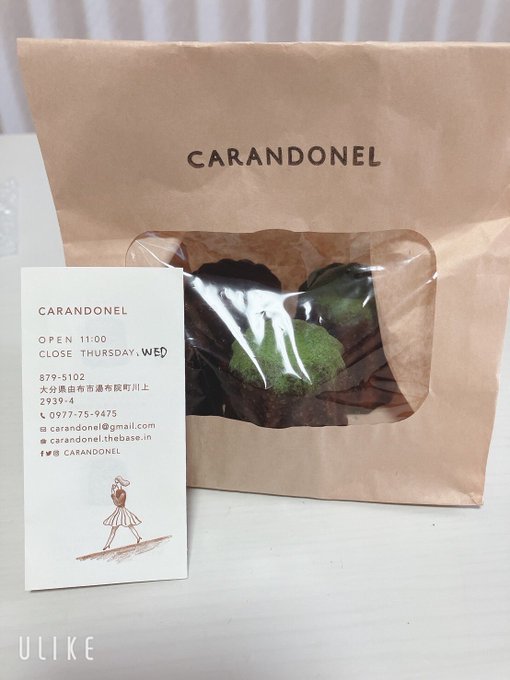 CARANDONEL
CARANDONEL
OPEN 11:00
CLOSE THURSDAY、WED
879-5102
大分県由布市湯布院町川上
2939-4
0977-75-9475
carandonel@gmail.com
carandonel.thebase.in
CARANDONEL
ULIKE